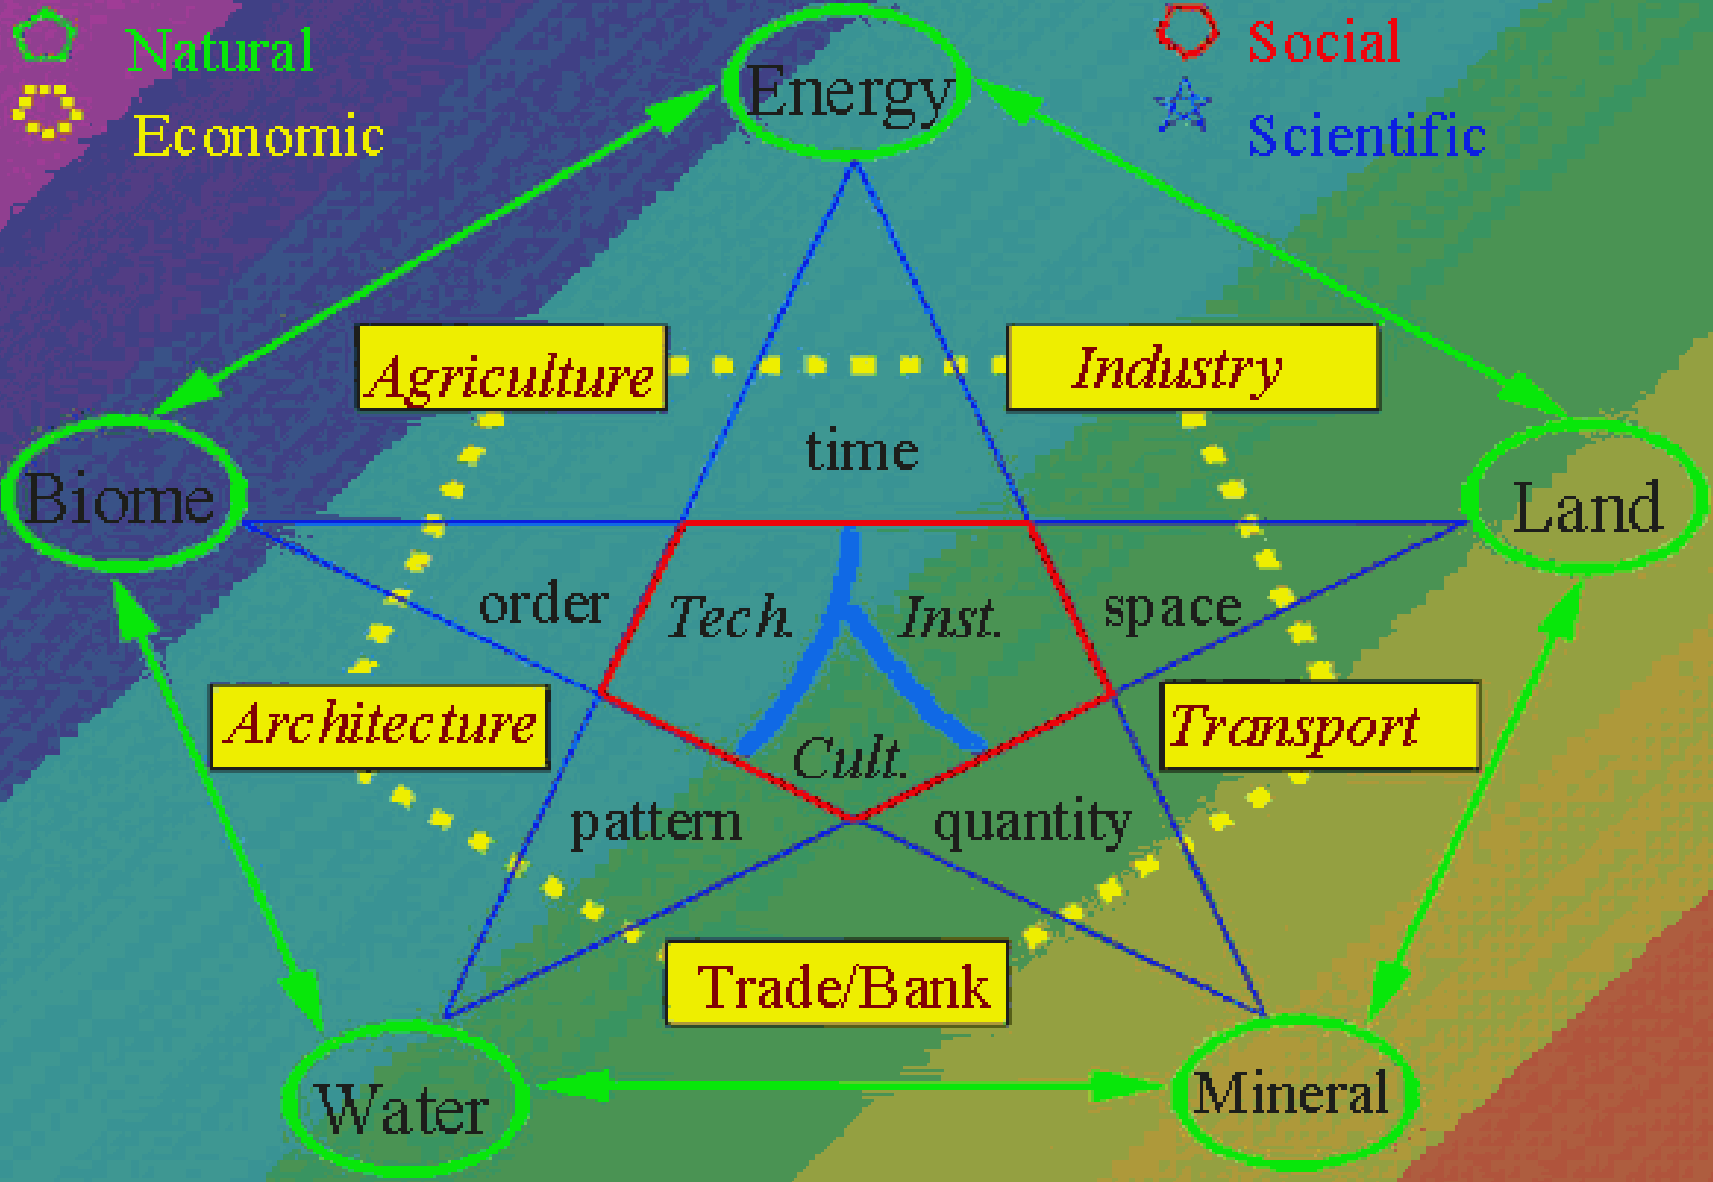 Natural
Economic
Social
Scientific
Energy
Agriculture
Industry
time
Biome
Land
order
Tech.
Inst.
space
Architecture
Cult.
Transport
pattern
quantity
Trade/Bank
Water
Mineral